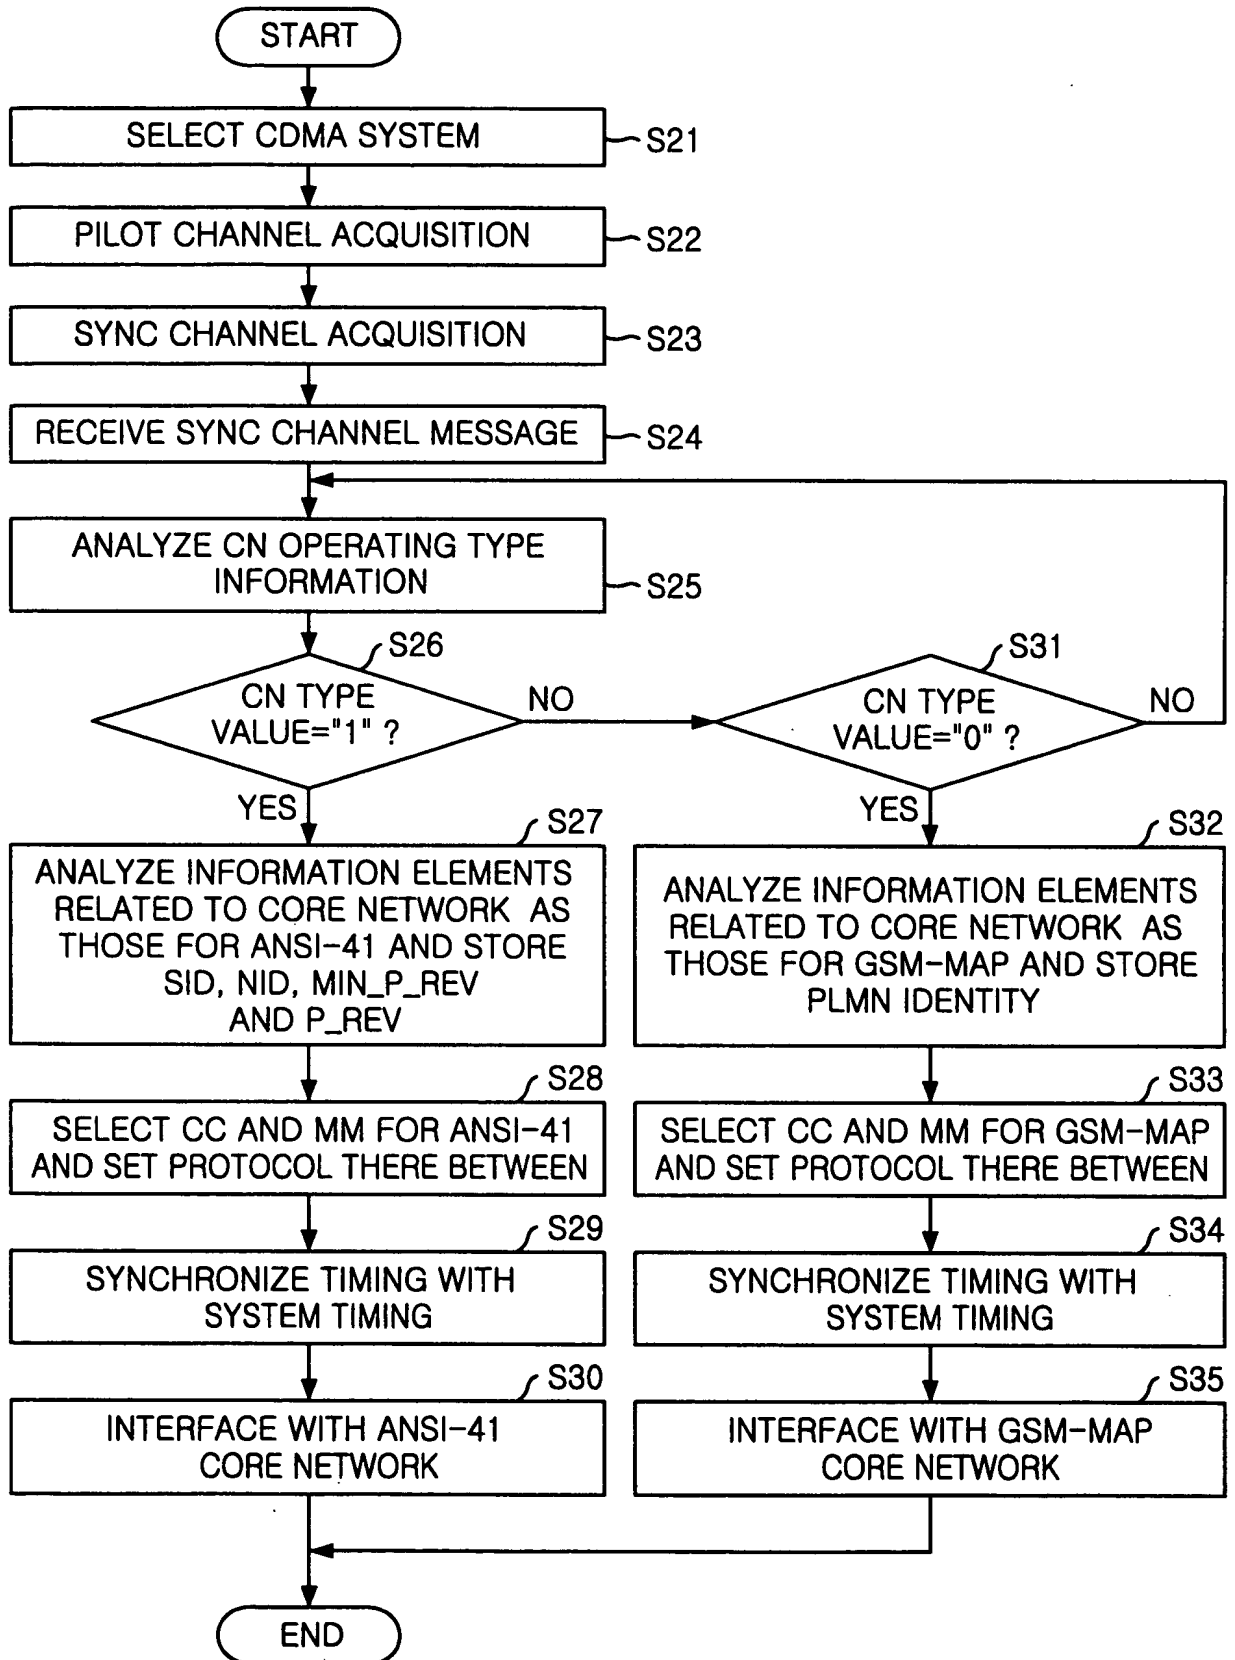 START
SELECT CDMA SYSTEM
S21
PILOT CHANNEL ACQUISITION
S22
SYNC CHANNEL ACQUISITION
S23
RECEIVE SYNC CHANNEL MESSAGE
S24
ANALYZE CN OPERATING TYPE
INFORMATION
S25
S26
CN TYPE
VALUE="1" ?
NO
YES
S31
CN TYPE
VALUE="0" ?
NO
YES
S27
ANALYZE INFORMATION ELEMENTS
RELATED TO CORE NETWORK AS
THOSE FOR ANSI-41 AND STORE
SID, NID, MIN_P_REV
AND P_REV
S32
ANALYZE INFORMATION ELEMENTS
RELATED TO CORE NETWORK AS
THOSE FOR GSM-MAP AND STORE
PLMN IDENTITY
S28
SELECT CC AND MM FOR ANSI-41
AND SET PROTOCOL THERE BETWEEN
S33
SELECT CC AND MM FOR GSM-MAP
AND SET PROTOCOL THERE BETWEEN
S29
SYNCHRONIZE TIMING WITH
SYSTEM TIMING
S34
SYNCHRONIZE TIMING WITH
SYSTEM TIMING
S30
INTERFACE WITH ANSI-41
CORE NETWORK
S35
INTERFACE WITH GSM-MAP
CORE NETWORK
END